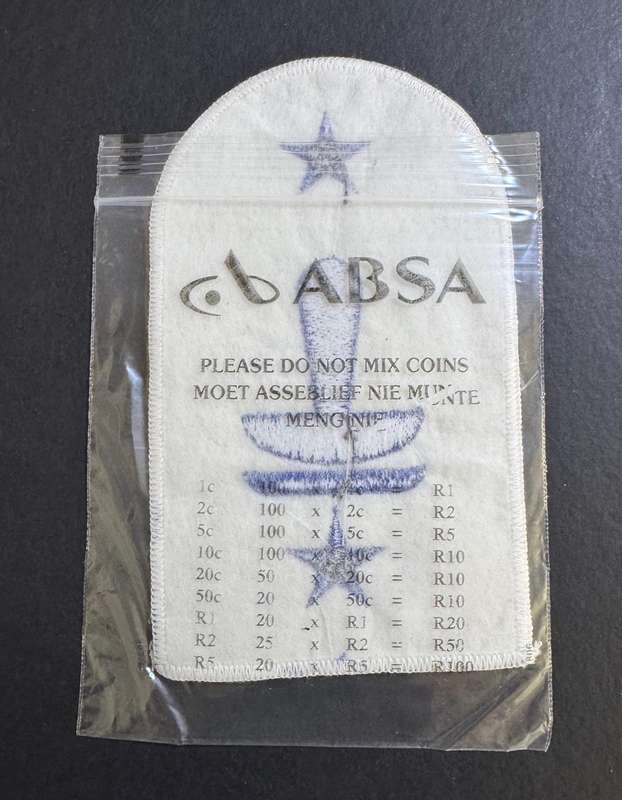 ABSA
PLEASE DO NOT MIX COINS
MOET ASSEBLIEF NIE MUNTE
MENG NIE
1c 100 x 1c = R1
2c 100 x 2c = R2
5c 100 x 5c = R5
10c 100 x 10c = R10
20c 50 x 20c = R10
50c 20 x 50c = R10
R1 20 x R1 = R20
R2 25 x R2 = R50
R5 20 x R5 = R100